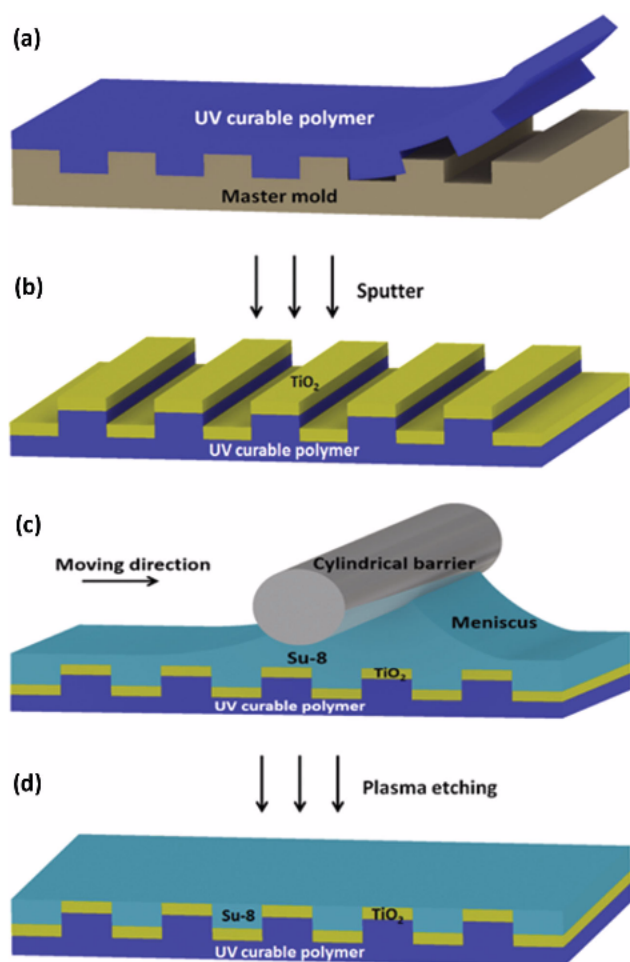 (a)
UV curable polymer
Master mold
(b)
Sputter
TiO₂
UV curable polymer
(c)
Moving direction
Cylindrical barrier
Meniscus
Su-8
TiO₂
UV curable polymer
(d)
Plasma etching
Su-8
TiO₂
UV curable polymer